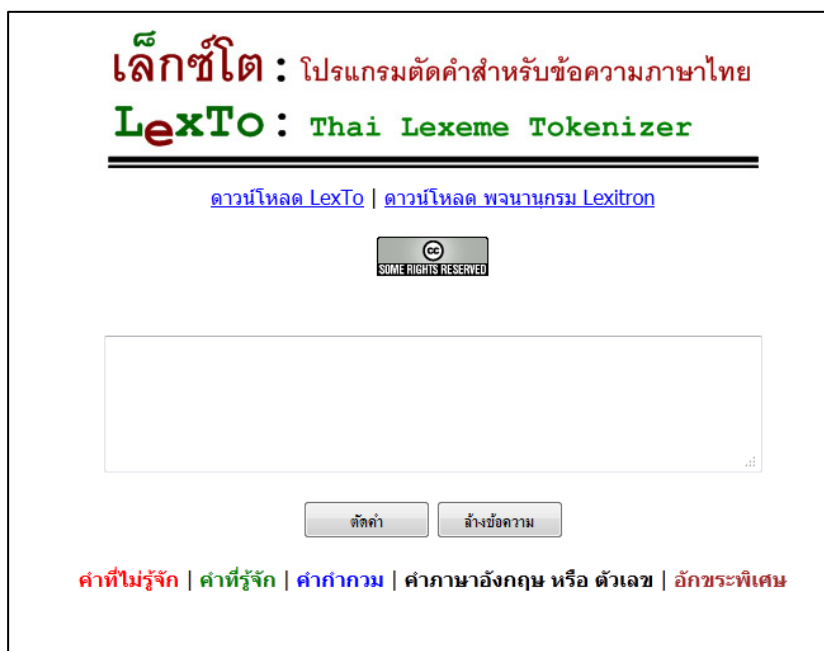 เล็กซ์โต : โปรแกรมตัดคำสำหรับข้อความภาษาไทย
LexTo : Thai Lexeme Tokenizer
ดาวน์โหลด LexTo | ดาวน์โหลด พจนานุกรม Lexitron
cc
SOME RIGHTS RESERVED
ตัดคำ ล้างข้อความ
คำที่ไม่รู้จัก | คำที่รู้จัก | คำกำกวม | คำภาษาอังกฤษ หรือ ตัวเลข | อักขระพิเศษ